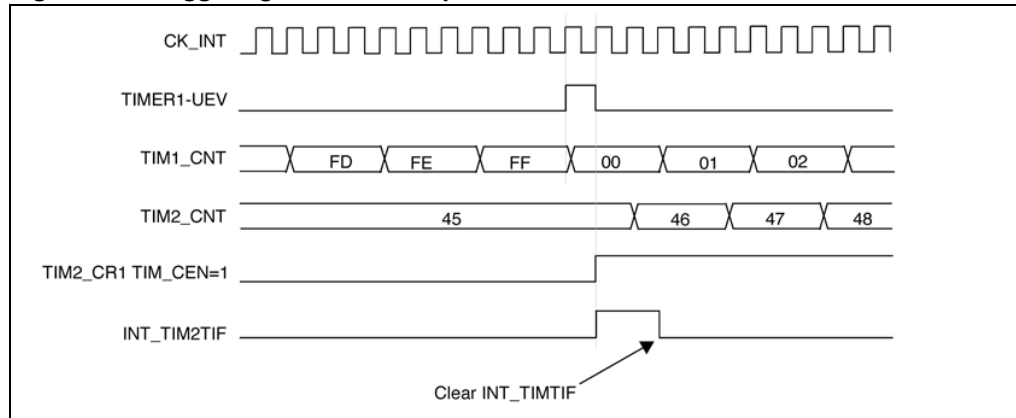 CK_INT
TIMER1-UEV
TIM1_CNT FD FE FF 00 01 02
TIM2_CNT 45 46 47 48
TIM2_CR1 TIM_CEN=1
INT_TIM2TIF
Clear INT_TIMTIF